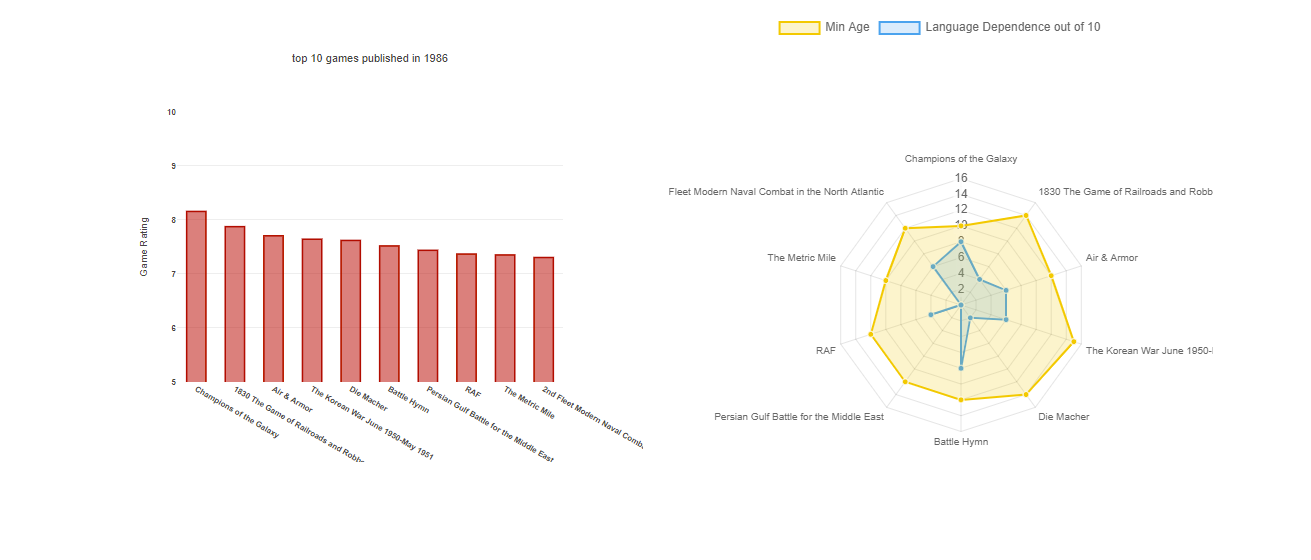 top 10 games published in 1986
Game Rating
10
9
8
7
6
5
Champions of the Galaxy
1830 The Game of Railroads and Robb
Air & Armor
The Korean War June 1950-May 1951
Die Macher
Battle Hymn
Persian Gulf Battle for the Middle East
RAF
The Metric Mile
2nd Fleet Modern Naval Comb
Min Age
Language Dependence out of 10
Champions of the Galaxy
16
14
12
10
8
6
4
2
Fleet Modern Naval Combat in the North Atlantic
1830 The Game of Railroads and Robb
The Metric Mile
Air & Armor
RAF
The Korean War June 1950-
Persian Gulf Battle for the Middle East
Die Macher
Battle Hymn